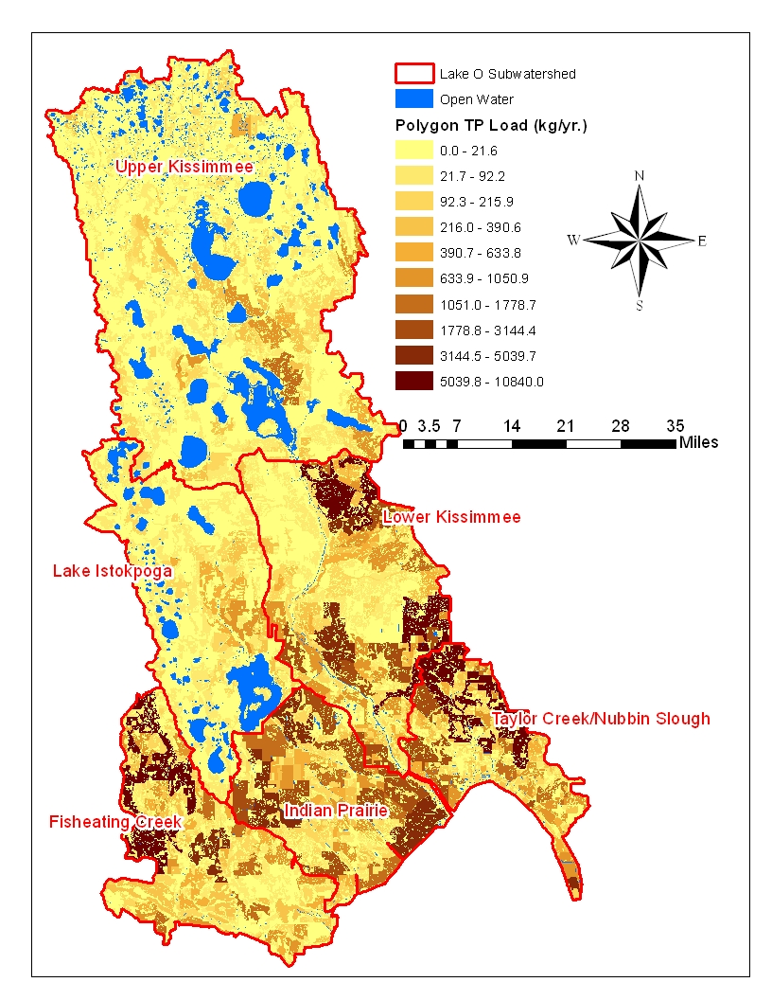 Lake O Subwatershed
Open Water
Polygon TP Load (kg/yr.)
0.0 - 21.6
21.7 - 92.2
92.3 - 215.9
216.0 - 390.6
390.7 - 633.8
633.9 - 1050.9
1051.0 - 1778.7
1778.8 - 3144.4
3144.5 - 5039.7
5039.8 - 10840.0
N
W E
S
0 3.5 7 14 21 28 35
Miles
Upper Kissimmee
Lower Kissimmee
Lake Istokpoga
Taylor Creek/Nubbin Slough
Indian Prairie
Fisheating Creek